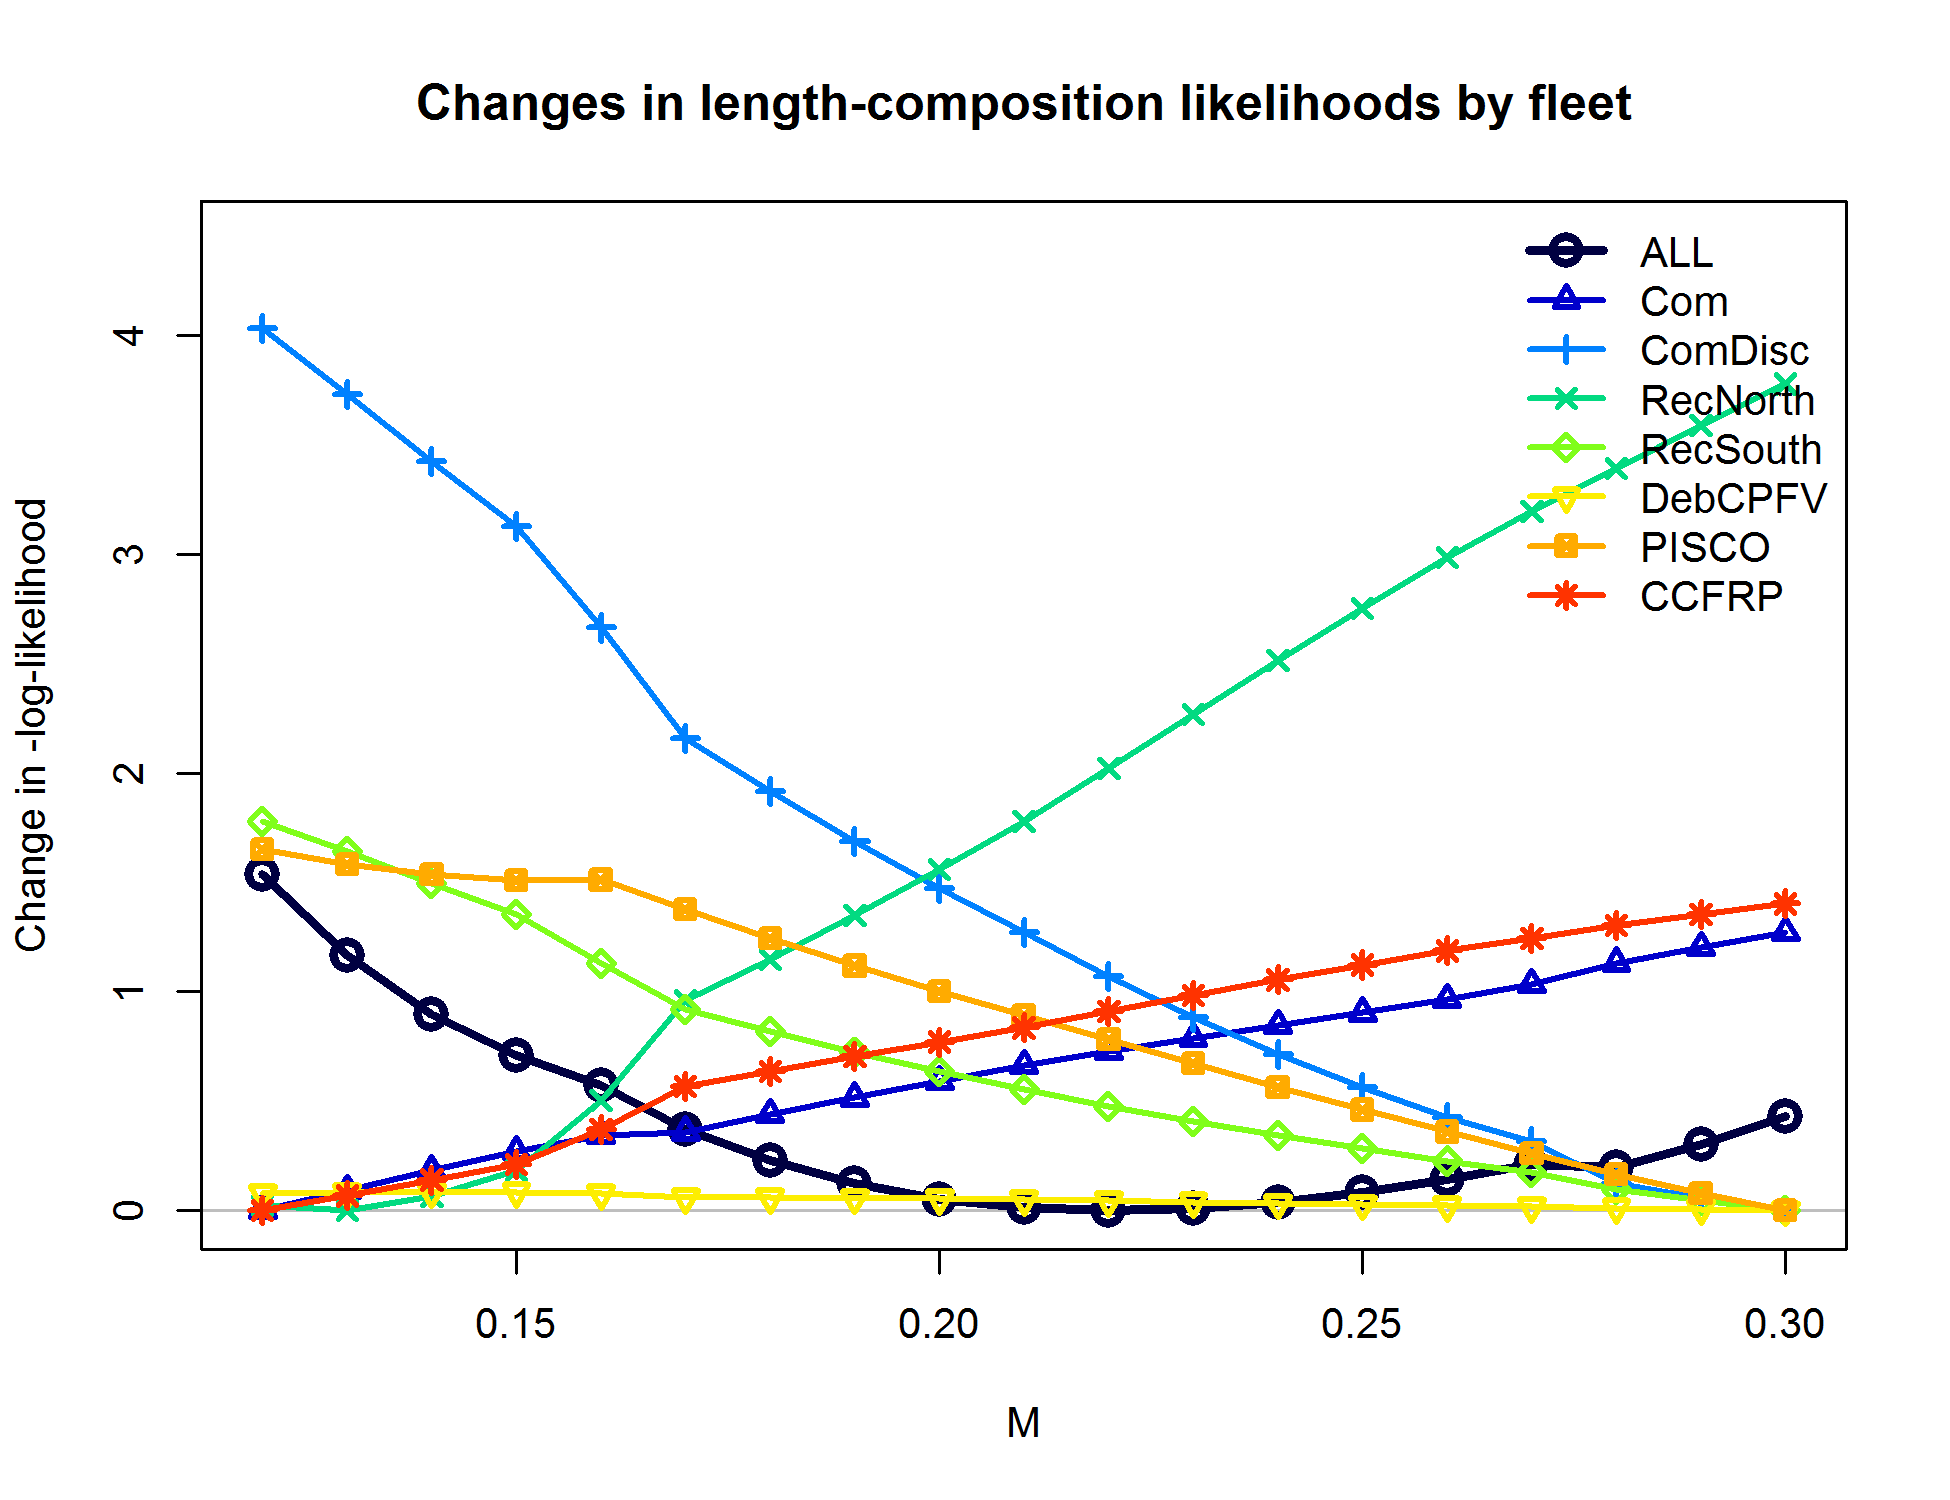 Changes in length-composition likelihoods by fleet
Change in -log-likelihood
4
3
2
1
0
ALL
Com
ComDisc
RecNorth
RecSouth
DebCPFV
PISCO
CCFRP
0.15
0.20
0.25
0.30
M